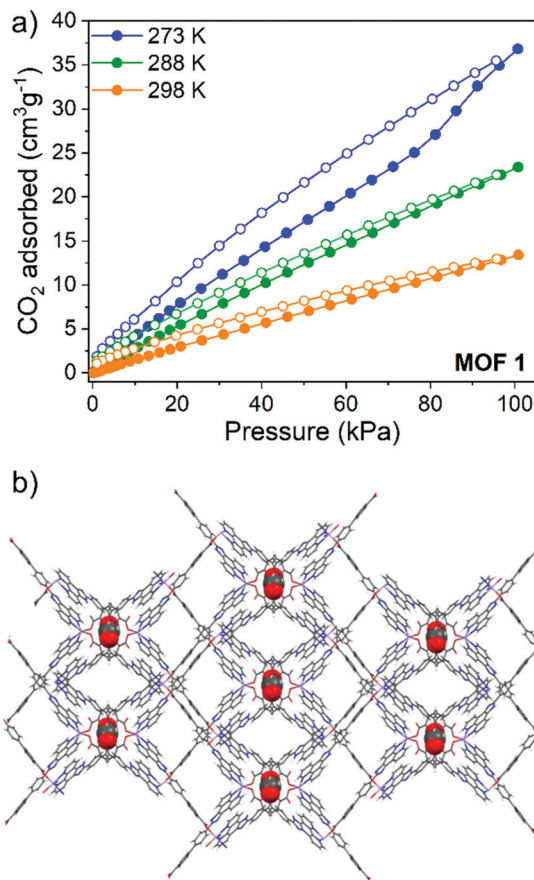 a)
273 K
288 K
298 K
40
35
30
25
20
15
10
5
0
CO₂ adsorbed (cm³g⁻¹)
0 20 40 60 80 100
MOF 1
Pressure (kPa)
b)